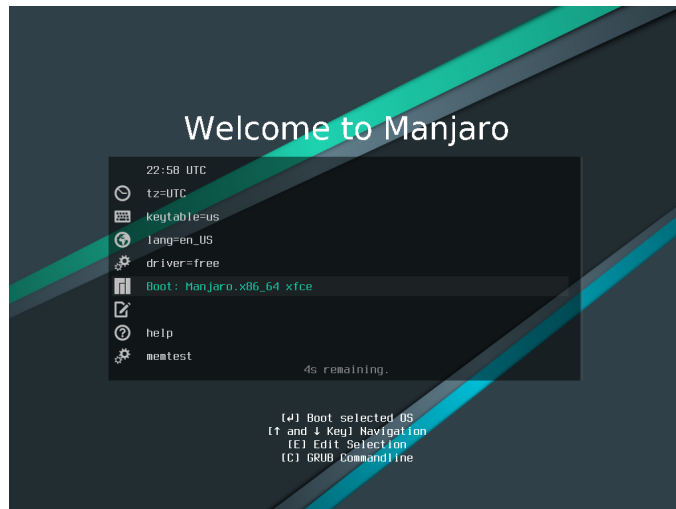 Welcome to Manjaro
22:58 UTC
tz=UTC
keytable=us
lang=en_US
driver=free
Boot: Manjaro.x86_64 xfce
help
memtest
4s remaining.
[↲] Boot selected OS
[↑ and ↓ Key] Navigation
[E] Edit Selection
[C] GRUB Commandline